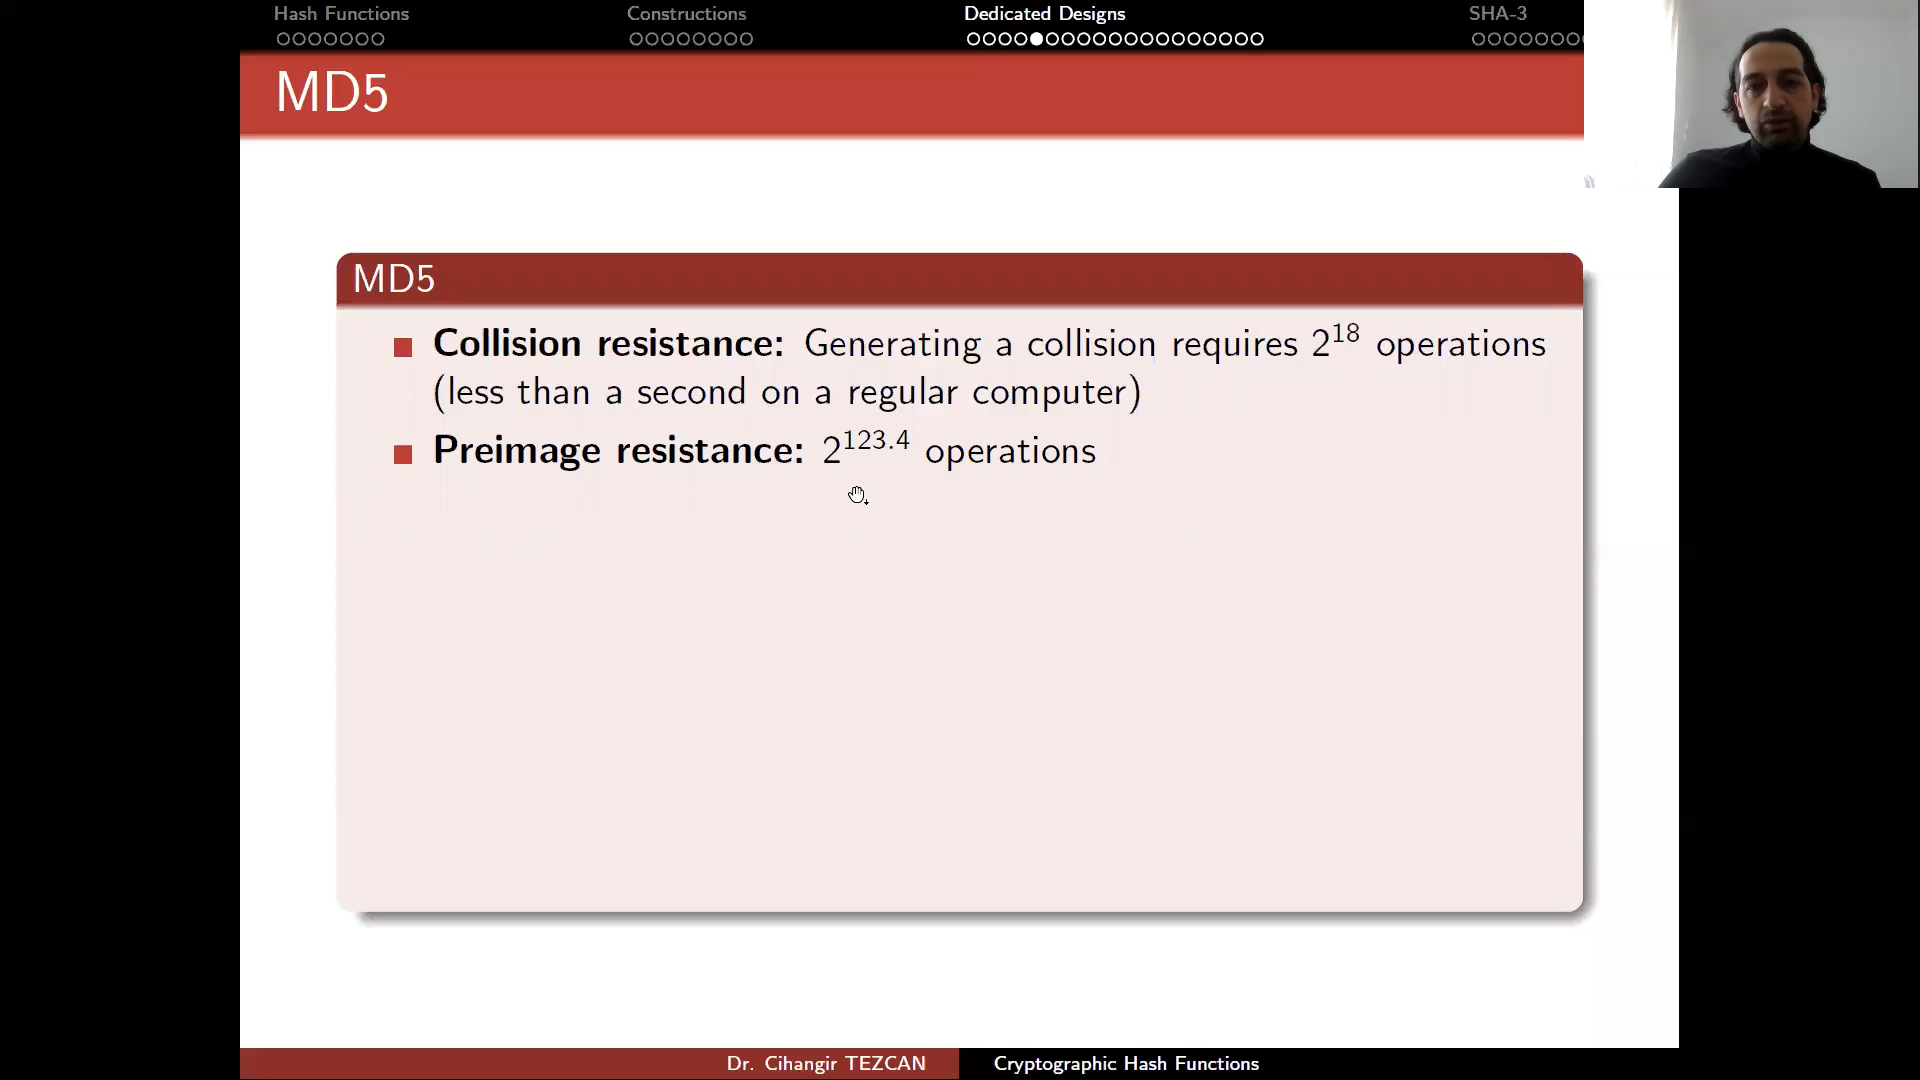 Hash Functions Constructions Dedicated Designs SHA-3
MD5
MD5
Collision resistance: Generating a collision requires 2^18 operations
(less than a second on a regular computer)
Preimage resistance: 2^123.4 operations
Dr. Cihangir TEZCAN Cryptographic Hash Functions